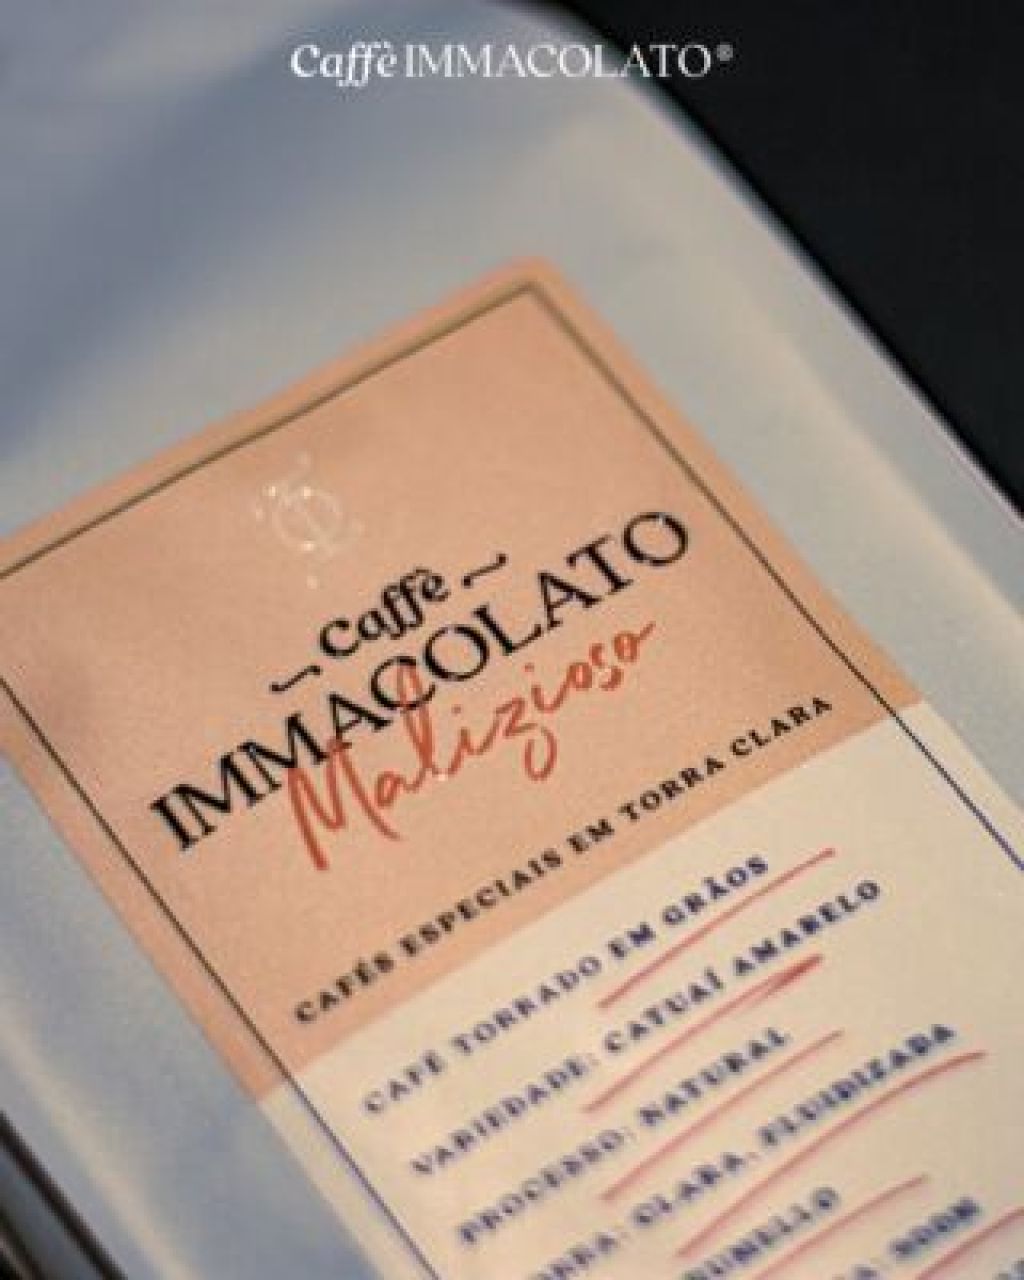 Caffè IMMACOLATO®
Caffè
IMMACOLATO
Malizioso
CAFÉS ESPECIAIS EM TORRA CLARA
CAFÉ TORRADO EM GRÃOS
VARIEDADE: CATUAÍ AMARELO
PROCESSO: NATURAL
CLARA, FLUIDIZADA